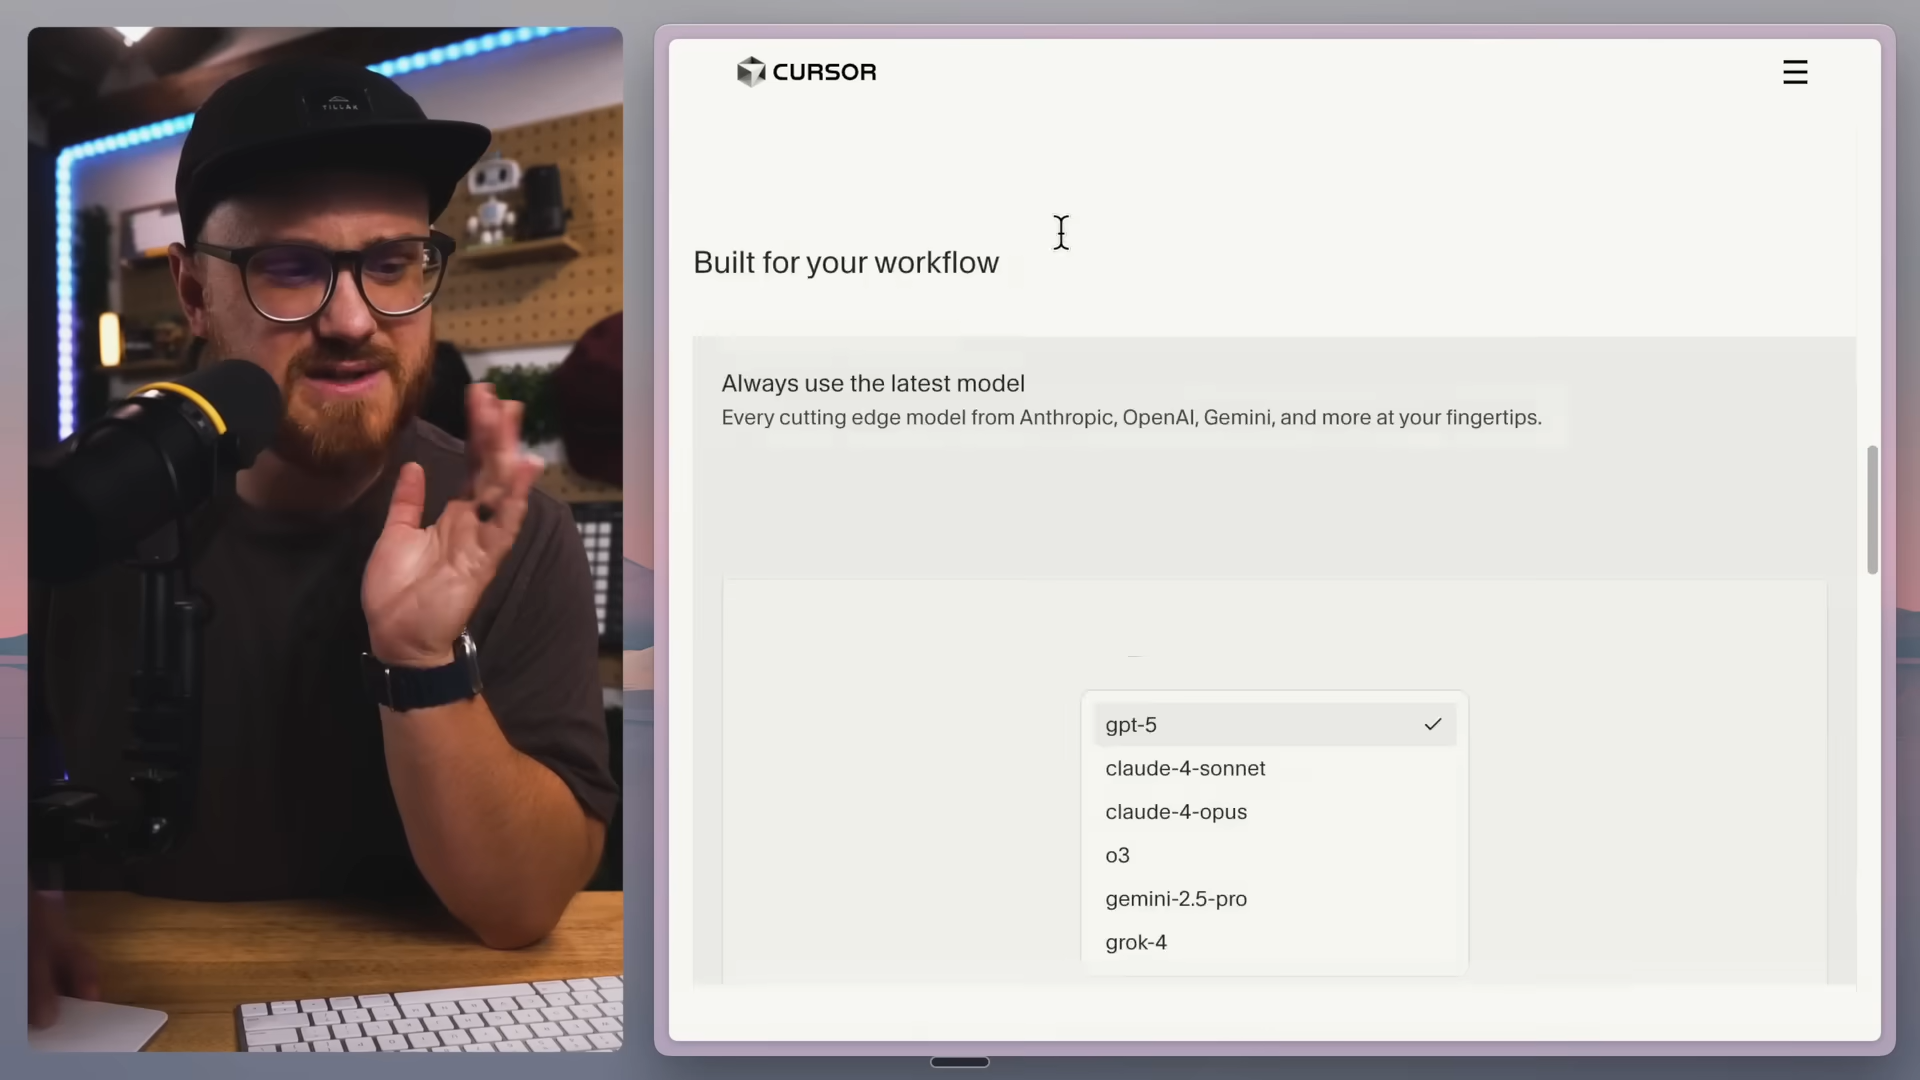 TILLAK
CURSOR
Built for your workflow
Always use the latest model
Every cutting edge model from Anthropic, OpenAI, Gemini, and more at your fingertips.
gpt-5
claude-4-sonnet
claude-4-opus
o3
gemini-2.5-pro
grok-4